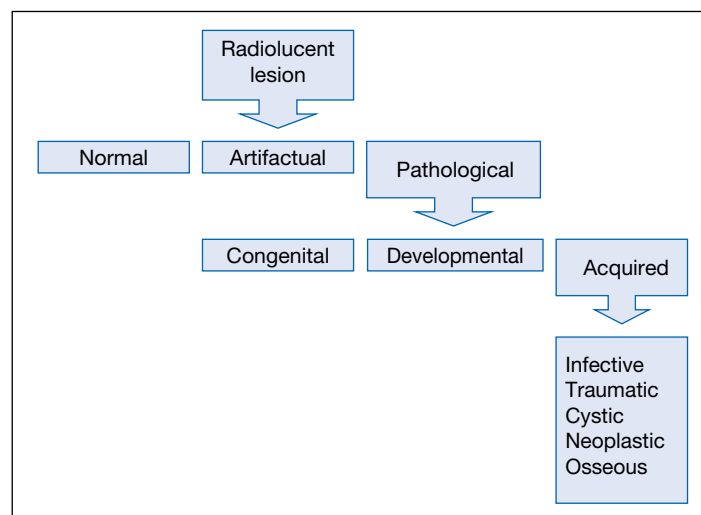 Radiolucent
lesion
Normal
Artifactual
Pathological
Congenital
Developmental
Acquired
Infective
Traumatic
Cystic
Neoplastic
Osseous